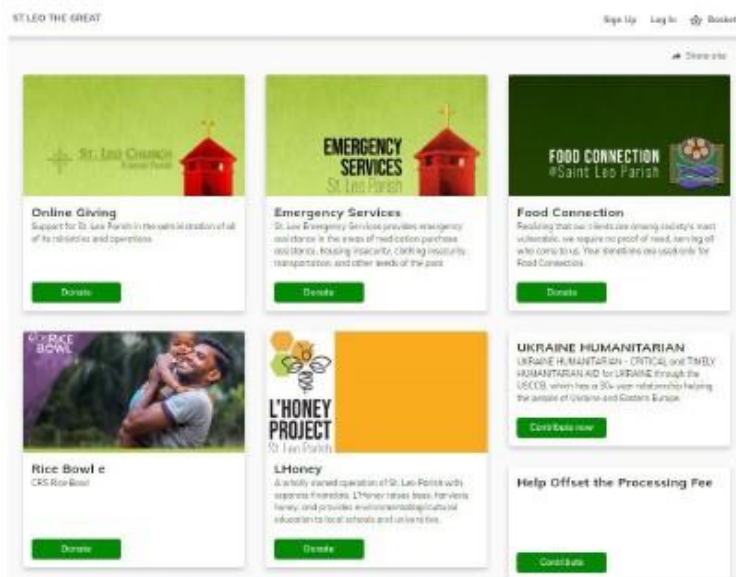 ST. LEO THE GREAT
Sign Up
Log In
Basket
Share site
ST. LEO CHURCH
EMERGENCY
SERVICES
St. Leo Parish
FOOD CONNECTION
@Saint Leo Parish
Online Giving
Support for St. Leo Parish in the administration of all
of its ministries and operations
Donate
Emergency Services
St. Leo Emergency Services provides emergency
assistance in the areas of medication purchase
assistance, housing insecurity, clothing insecurity,
transportation, and other needs of the poor.
Donate
Food Connection
Realizing that our clients are among society's most
vulnerable, we require no proof of need, serving all
who come to us. Your donations are used only for
Food Connection.
Donate
RICE
BOWL
Rice Bowl e
CRS Rice Bowl
Donate
L'HONEY
PROJECT
St. Leo Parish
LHoney
A wholly owned operation of St. Leo Parish with
separate financials. L'Honey raises bees, harvests
honey, and provides environmental/agricultural
education to local schools and universities.
Donate
UKRAINE HUMANITARIAN
UKRAINE HUMANITARIAN - CRITICAL and TIMELY
HUMANITARIAN AID for UKRAINE through the
USCCB, which has a 30+ year relationship helping
the people of Ukraine and Eastern Europe.
Contribute now
Help Offset the Processing Fee
Contribute